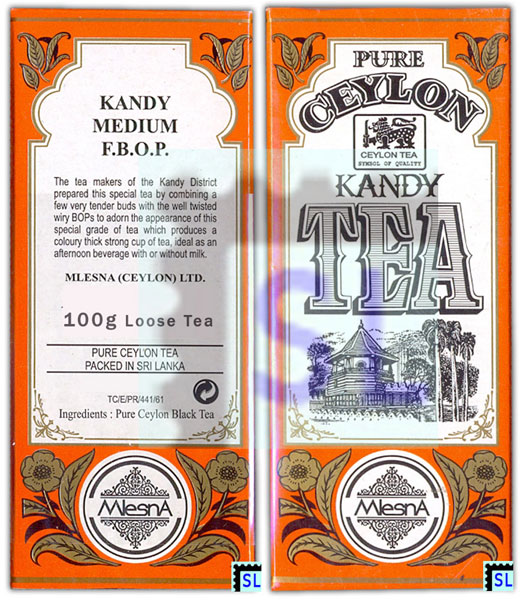 KANDY
MEDIUM
F.B.O.P.
The tea makers of the Kandy District
prepared this special tea by combining a
few very tender buds with the well twisted
wiry BOPs to adorn the appearance of this
special grade of tea which produces a
coloury thick strong cup of tea, ideal as an
afternoon beverage with or without milk.
MLESNA (CEYLON) LTD.
100g Loose Tea
PURE CEYLON TEA
PACKED IN SRI LANKA
TC/E/PR/441/61
Ingredients : Pure Ceylon Black Tea
MlesnA
SL
PURE
CEYLON
CEYLON TEA
SYMBOL OF QUALITY
KANDY
TEA
S
MlesnA
SL